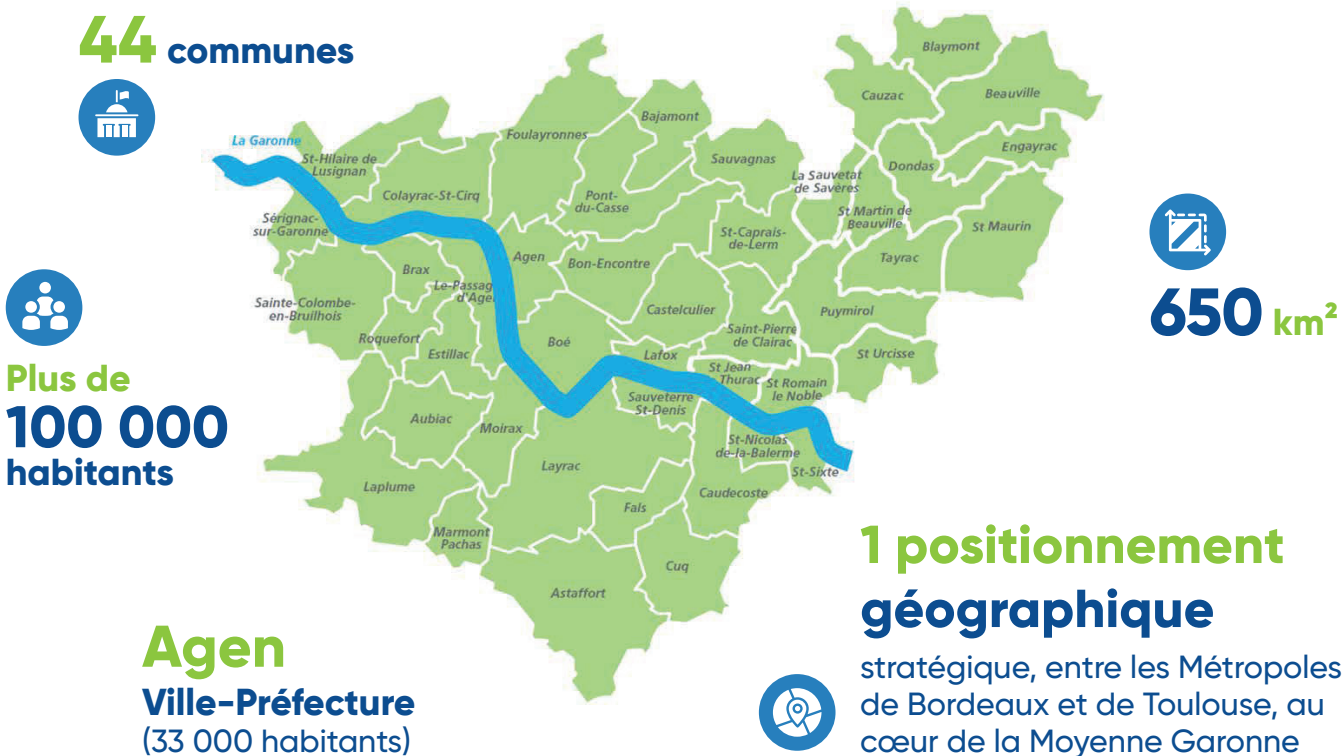 44 communes
Blaymont
Cauzac
Beauville
Bajamont
Foulayronnes
La Garonne
Engayrac
St-Hilaire de
Lusignan
Sauvagnas
Dondas
La Sauvetat
de Savères
Colayrac-St-Cirq
Pont-
du-Casse
St Martin de
Beauville
Sérignac-
sur-Garonne
St-Caprais-
de-Lerm
St Maurin
Agen
Bon-Encontre
Tayrac
Brax
Le-Passag
d'Age
Sainte-Colombe-
en-Bruilhois
Castelculier
Puymirol
650 km²
Saint-Pierre
de Clairac
Roquefort
Estillac
Boé
Lafox
St Urcisse
St Jean
Thurac
St Romain
le Noble
Plus de
100 000
habitants
Sauveterre
St-Denis
Aubiac
Moirax
St-Nicolas
de-la-Balerme
Layrac
St-Sixte
Laplume
Caudecoste
Fals
Marmont
Pachas
Cuq
Astaffort
1 positionnement
géographique
stratégique, entre les Métropoles
de Bordeaux et de Toulouse, au
cœur de la Moyenne Garonne
Agen
Ville-Préfecture
(33 000 habitants)